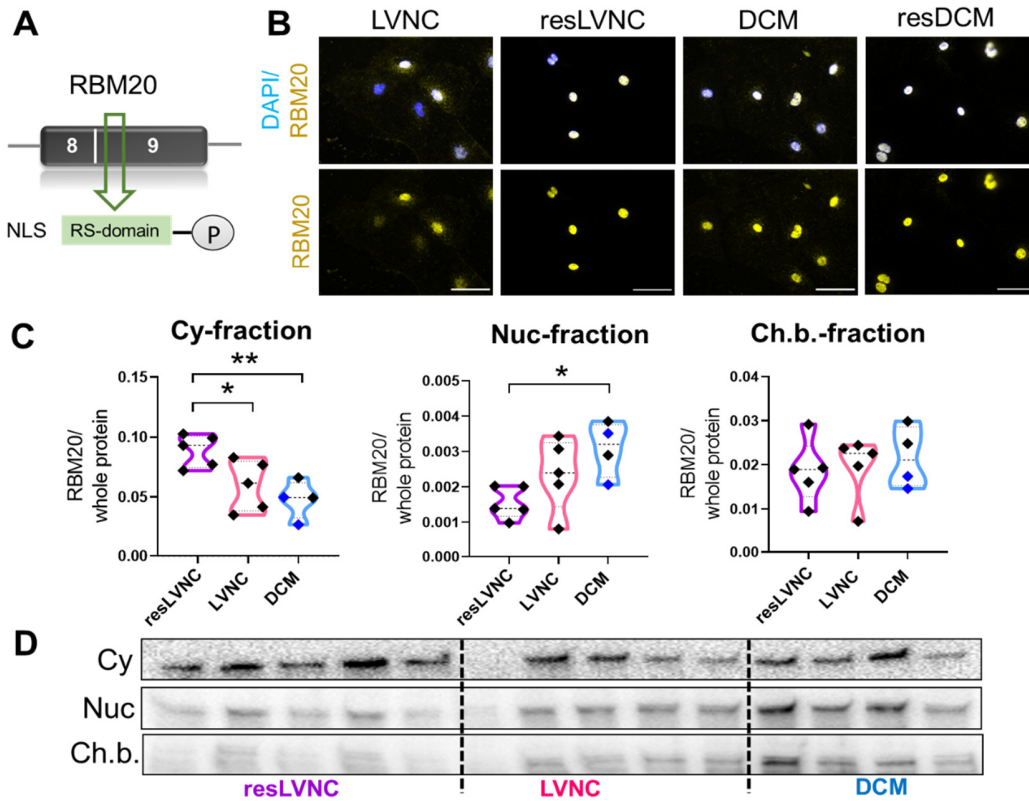 A
RBM20
8 9
NLS RS-domain P
B
LVNC resLVNC DCM resDCM
DAPI/
RBM20
RBM20
C
Cy-fraction
RBM20/
whole protein
0.15
0.10
0.05
0.00
**
*
resLVNC LVNC DCM
Nuc-fraction
RBM20/
whole protein
0.005
0.004
0.003
0.002
0.001
0.000
*
resLVNC LVNC DCM
Ch.b.-fraction
RBM20/
whole protein
0.04
0.03
0.02
0.01
0.00
resLVNC LVNC DCM
D
Cy
Nuc
Ch.b.
resLVNC LVNC DCM